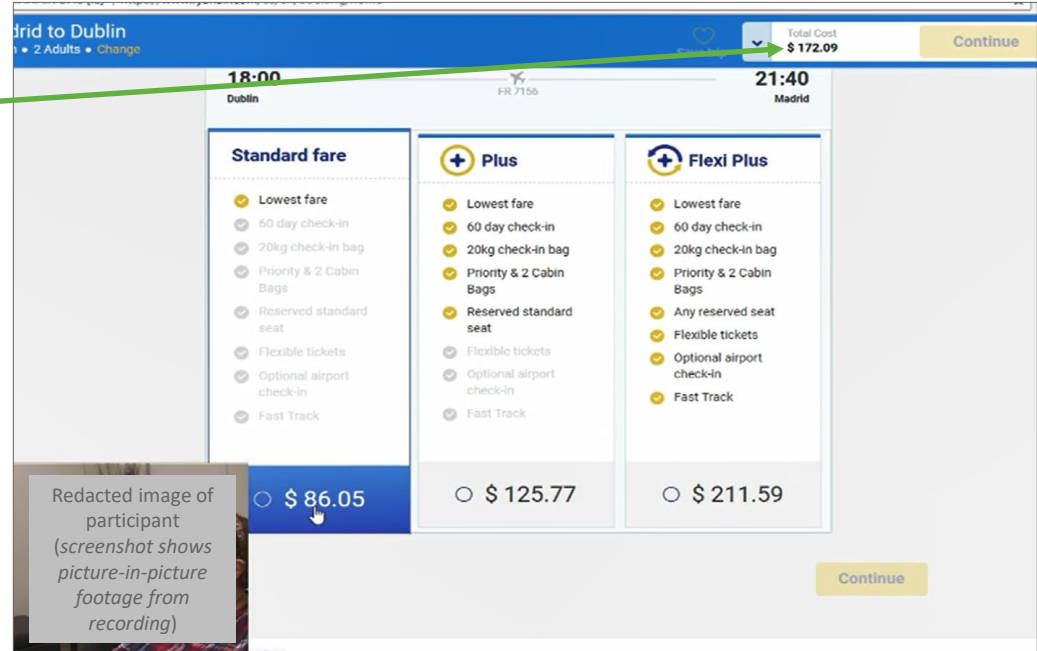 drid to Dublin
• 2 Adults • Change
Total Cost
$ 172.09
Continue
18:00
21:40
Dublin
FR 7156
Madrid
Standard fare
Lowest fare
60 day check-in
20kg check-in bag
Priority & 2 Cabin
Bags
Reserved standard
seat
Flexible tickets
Optional airport
check-in
Fast Track
$ 86.05
Plus
Lowest fare
60 day check-in
20kg check-in bag
Priority & 2 Cabin
Bags
Reserved standard
seat
Flexible tickets
Optional airport
check-in
Fast Track
$ 125.77
Flexi Plus
Lowest fare
60 day check-in
20kg check-in bag
Priority & 2 Cabin
Bags
Any reserved seat
Flexible tickets
Optional airport
check-in
Fast Track
$ 211.59
Redacted image of
participant
(screenshot shows
picture-in-picture
footage from
recording)
Continue